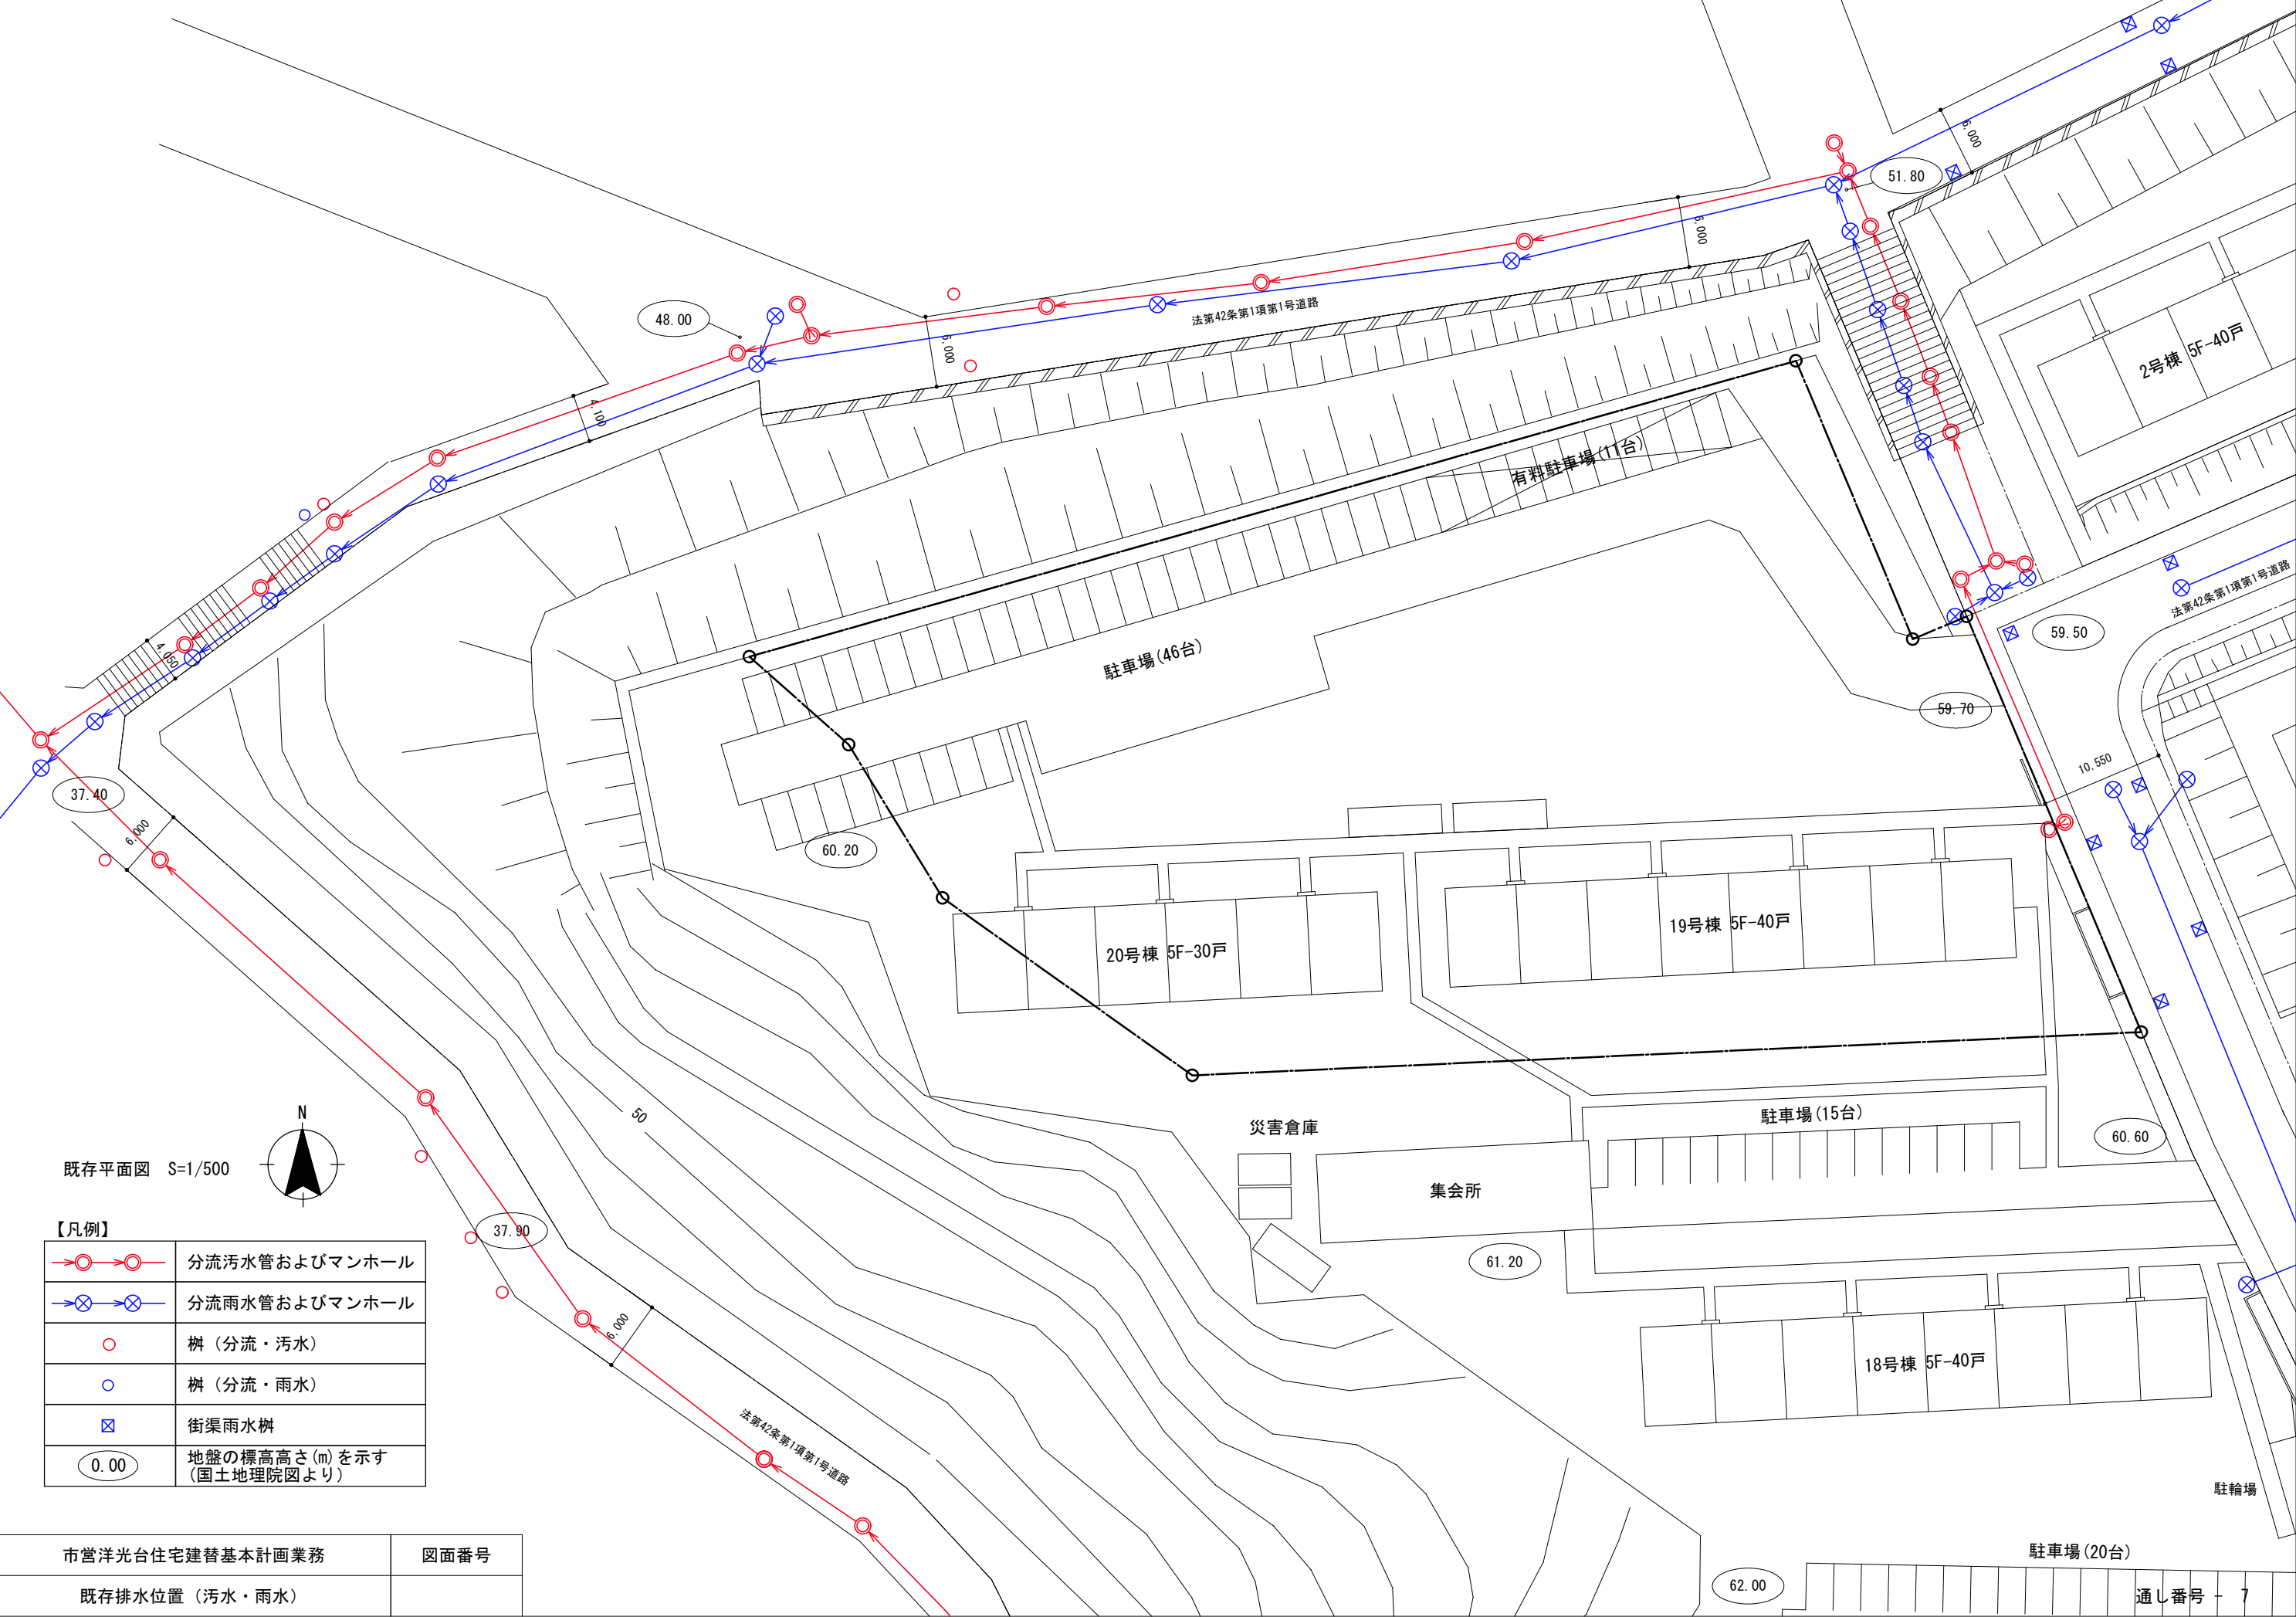 6.000
51.80
6.000
48.00
法第42条第1項第1号道路
6.000
2号棟 5F-40戸
4.100
有料駐車場(11台)
法第42条第1項第1号道路
59.50
4.050
駐車場(46台)
59.70
10.550
37.40
6.000
60.20
19号棟 5F-40戸
20号棟 5F-30戸
50
災害倉庫
駐車場(15台)
60.60
N
既存平面図 S=1/500
集会所
37.90
61.20
【凡例】
分流汚水管およびマンホール
分流雨水管およびマンホール
桝（分流・汚水）
桝（分流・雨水）
街渠雨水桝
0.00
地盤の標高高さ(m)を示す
(国土地理院図より)
6.000
18号棟 5F-40戸
法第42条第1項第1号道路
駐輪場
駐車場(20台)
62.00
市営洋光台住宅建替基本計画業務
図面番号
既存排水位置（汚水・雨水）
通し番号 - 7